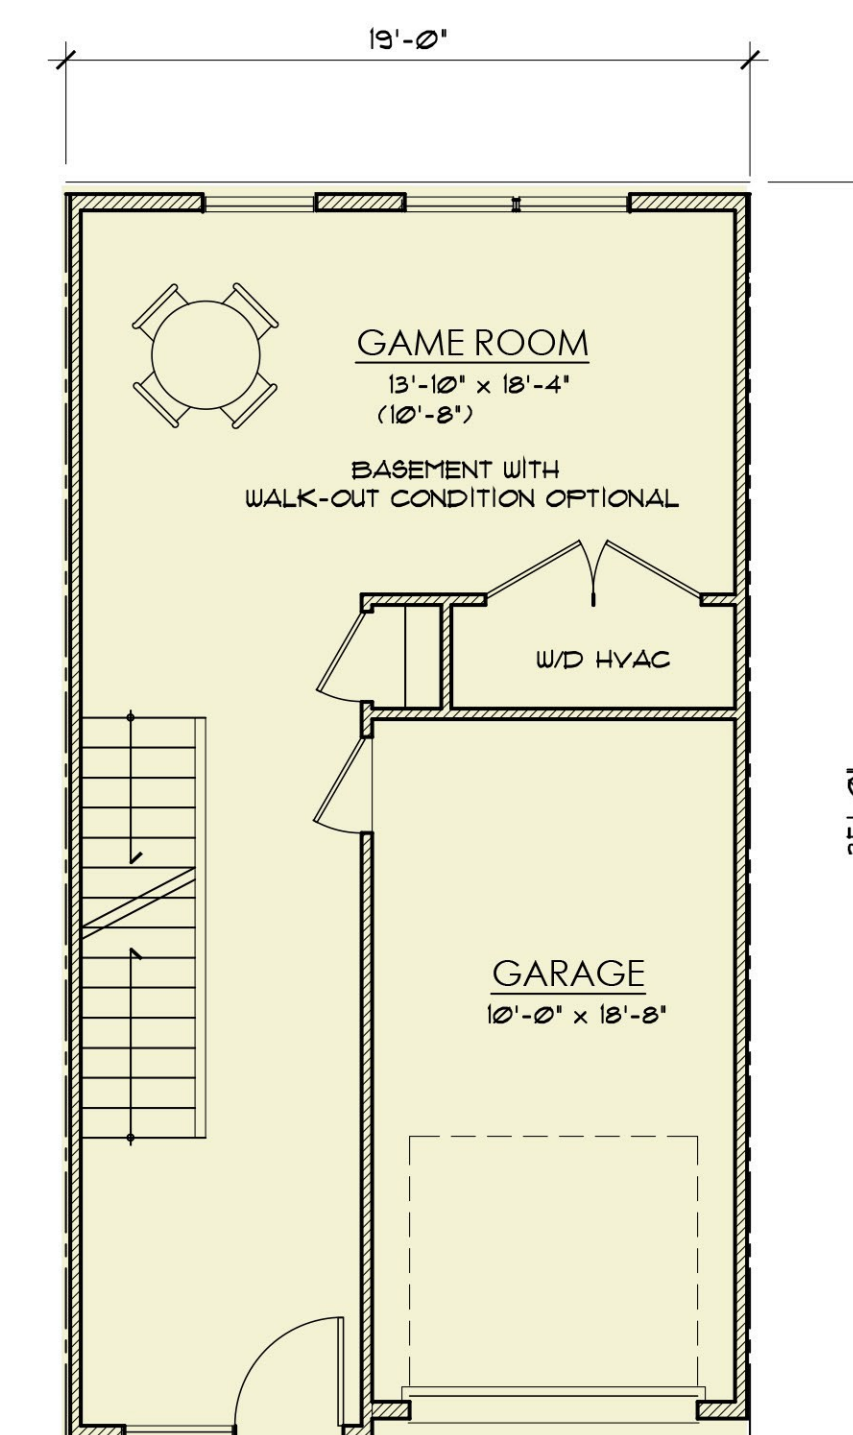 19'-0"
GAME ROOM
13'-10" x 18'-4"
(10'-8")
BASEMENT WITH
WALK-OUT CONDITION OPTIONAL
W/D HVAC
GARAGE
10'-0" x 18'-8"